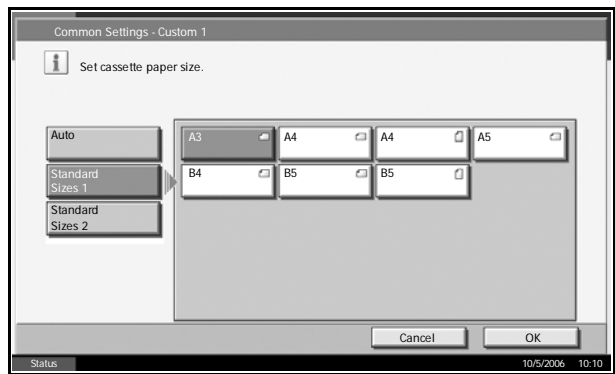 Common Settings - Custom 1
i
Set cassette paper size.
Auto
A3
A4
A4
A5
Standard
Sizes 1
B4
B5
B5
Standard
Sizes 2
Cancel
OK
Status
10/5/2006 10:10